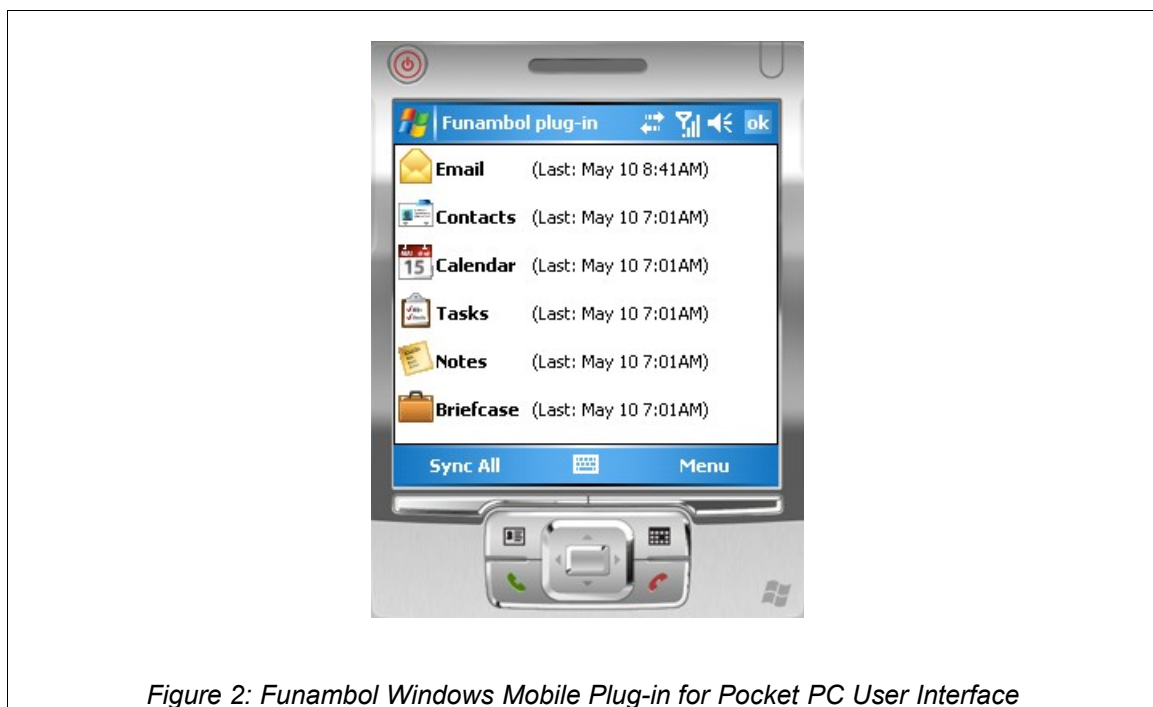 Funambol plug-in ok
Email (Last: May 10 8:41AM)
Contacts (Last: May 10 7:01AM)
15 Calendar (Last: May 10 7:01AM)
Tasks (Last: May 10 7:01AM)
Notes (Last: May 10 7:01AM)
Briefcase (Last: May 10 7:01AM)
Sync All Menu
Figure 2: Funambol Windows Mobile Plug-in for Pocket PC User Interface